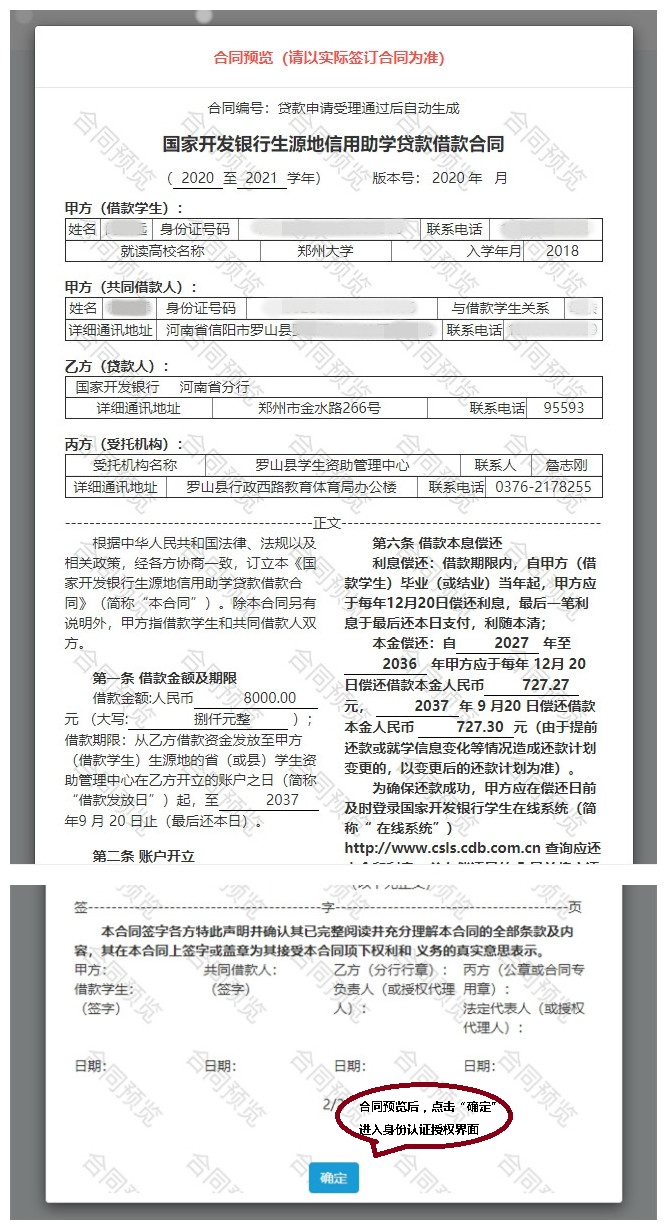 合同预览（请以实际签订合同为准）
合同编号：贷款申请受理通过后自动生成
国家开发银行生源地信用助学贷款借款合同
（ 2020 至 2021 学年） 版本号： 2020 年 月
甲方（借款学生）：
姓名 身份证号码 联系电话
就读高校名称 郑州大学 入学年月 2018
甲方（共同借款人）：
姓名 身份证号码 与借款学生关系
详细通讯地址 河南省信阳市罗山县 联系电话
乙方（贷款人）：
国家开发银行 河南省分行
详细通讯地址 郑州市金水路266号 联系电话 95593
丙方（受托机构）：
受托机构名称 罗山县学生资助管理中心 联系人 詹志刚
详细通讯地址 罗山县行政西路教育体育局办公楼 联系电话 0376-2178255
正文
根据中华人民共和国法律、法规以及
相关政策，经各方协商一致，订立本《国
家开发银行生源地信用助学贷款借款合
同》（简称“本合同”）。除本合同另有
说明外，甲方指借款学生和共同借款人双
方。
第一条 借款金额及期限
借款金额:人民币 8000.00
元 （大写: 捌仟元整 ）；
借款期限：从乙方借款资金发放至甲方
（借款学生）生源地的省（或县）学生资
助管理中心在乙方开立的账户之日（简称
“借款发放日”）起，至 2037
年9 月 20 日止（最后还本日）。
第二条 账户开立
第六条 借款本息偿还
利息偿还：借款期限内，自甲方（借
款学生）毕业（或结业）当年起，甲方应
于每年12月20日偿还利息，最后一笔利
息于最后还本日支付，利随本清；
本金偿还：自 2027 年至
2036 年甲方应于每年 12月 20
日偿还借款本金人民币 727.27
元， 2037 年 9 月20 日偿还借款
本金人民币 727.30 元（由于提前
还款或就学信息变化等情况造成还款计划
变更的，以变更后的还款计划为准）。
为确保还款成功，甲方应在偿还日前
及时登录国家开发银行学生在线系统（简
称“ 在线系统”）
http://www.csls.cdb.com.cn 查询应还
（以下无正文）
签 字 页
本合同签字各方特此声明并确认其已完整阅读并充分理解本合同的全部条款及内
容，其在本合同上签字或盖章为其接受本合同项下权利和 义务的真实意思表示。
甲方： 共同借款人： 乙方（分行行章）： 丙方（公章或合同专
借款学生： （签字） 负责人（或授权代理 用章）：
（签字） 人）： 法定代表人（或授权
代理人）：
日期： 日期： 日期： 日期：
2/2
合同预览后，点击“确定”
进入身份认证授权界面
确定
合同预览